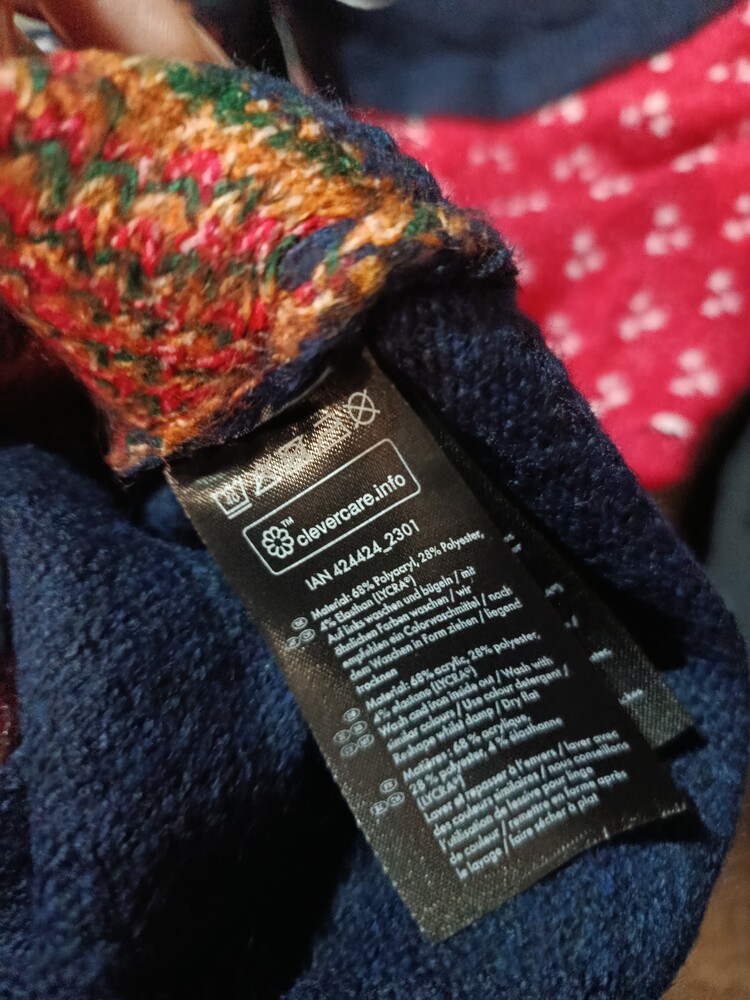 clevercare.info
TM
IAN 424424_2301
Material: 68% Polyacryl, 28% Polyester,
4% Elasthan (LYCRA®)
Auf links waschen und bügeln / mit
ähnlichen Farben waschen / wir
empfehlen ein Colorwaschmittel / nach
dem Waschen in Form ziehen / liegend
trocknen
Material: 68% acrylic, 28% polyester,
4% elastane (LYCRA®)
Wash and iron inside out / Wash with
similar colours / Use colour detergent /
Reshape whilst damp / Dry flat
Matières: 68 % acrylique,
28 % polyester, 4 % élasthanne
(LYCRA®)
Laver et repasser à l'envers / laver avec
des couleurs similaires / nous conseillons
l'utilisation de lessive pour linge
de couleur / remettre en forme après
le lavage / faire sécher à plat